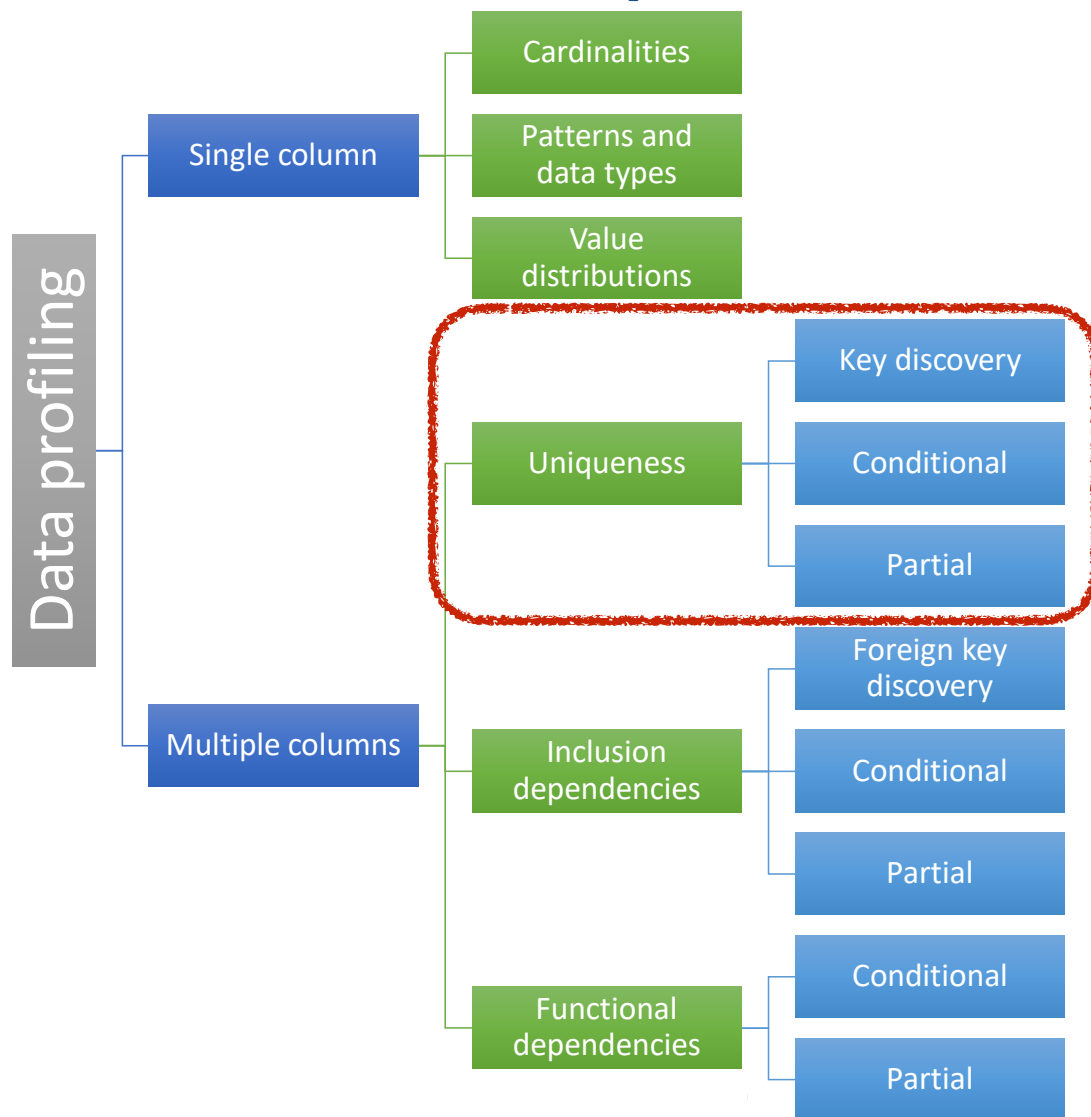 Data profiling
Single column
Cardinalities
Patterns and
data types
Value
distributions
Multiple columns
Uniqueness
Key discovery
Conditional
Partial
Inclusion
dependencies
Foreign key
discovery
Conditional
Partial
Functional
dependencies
Conditional
Partial